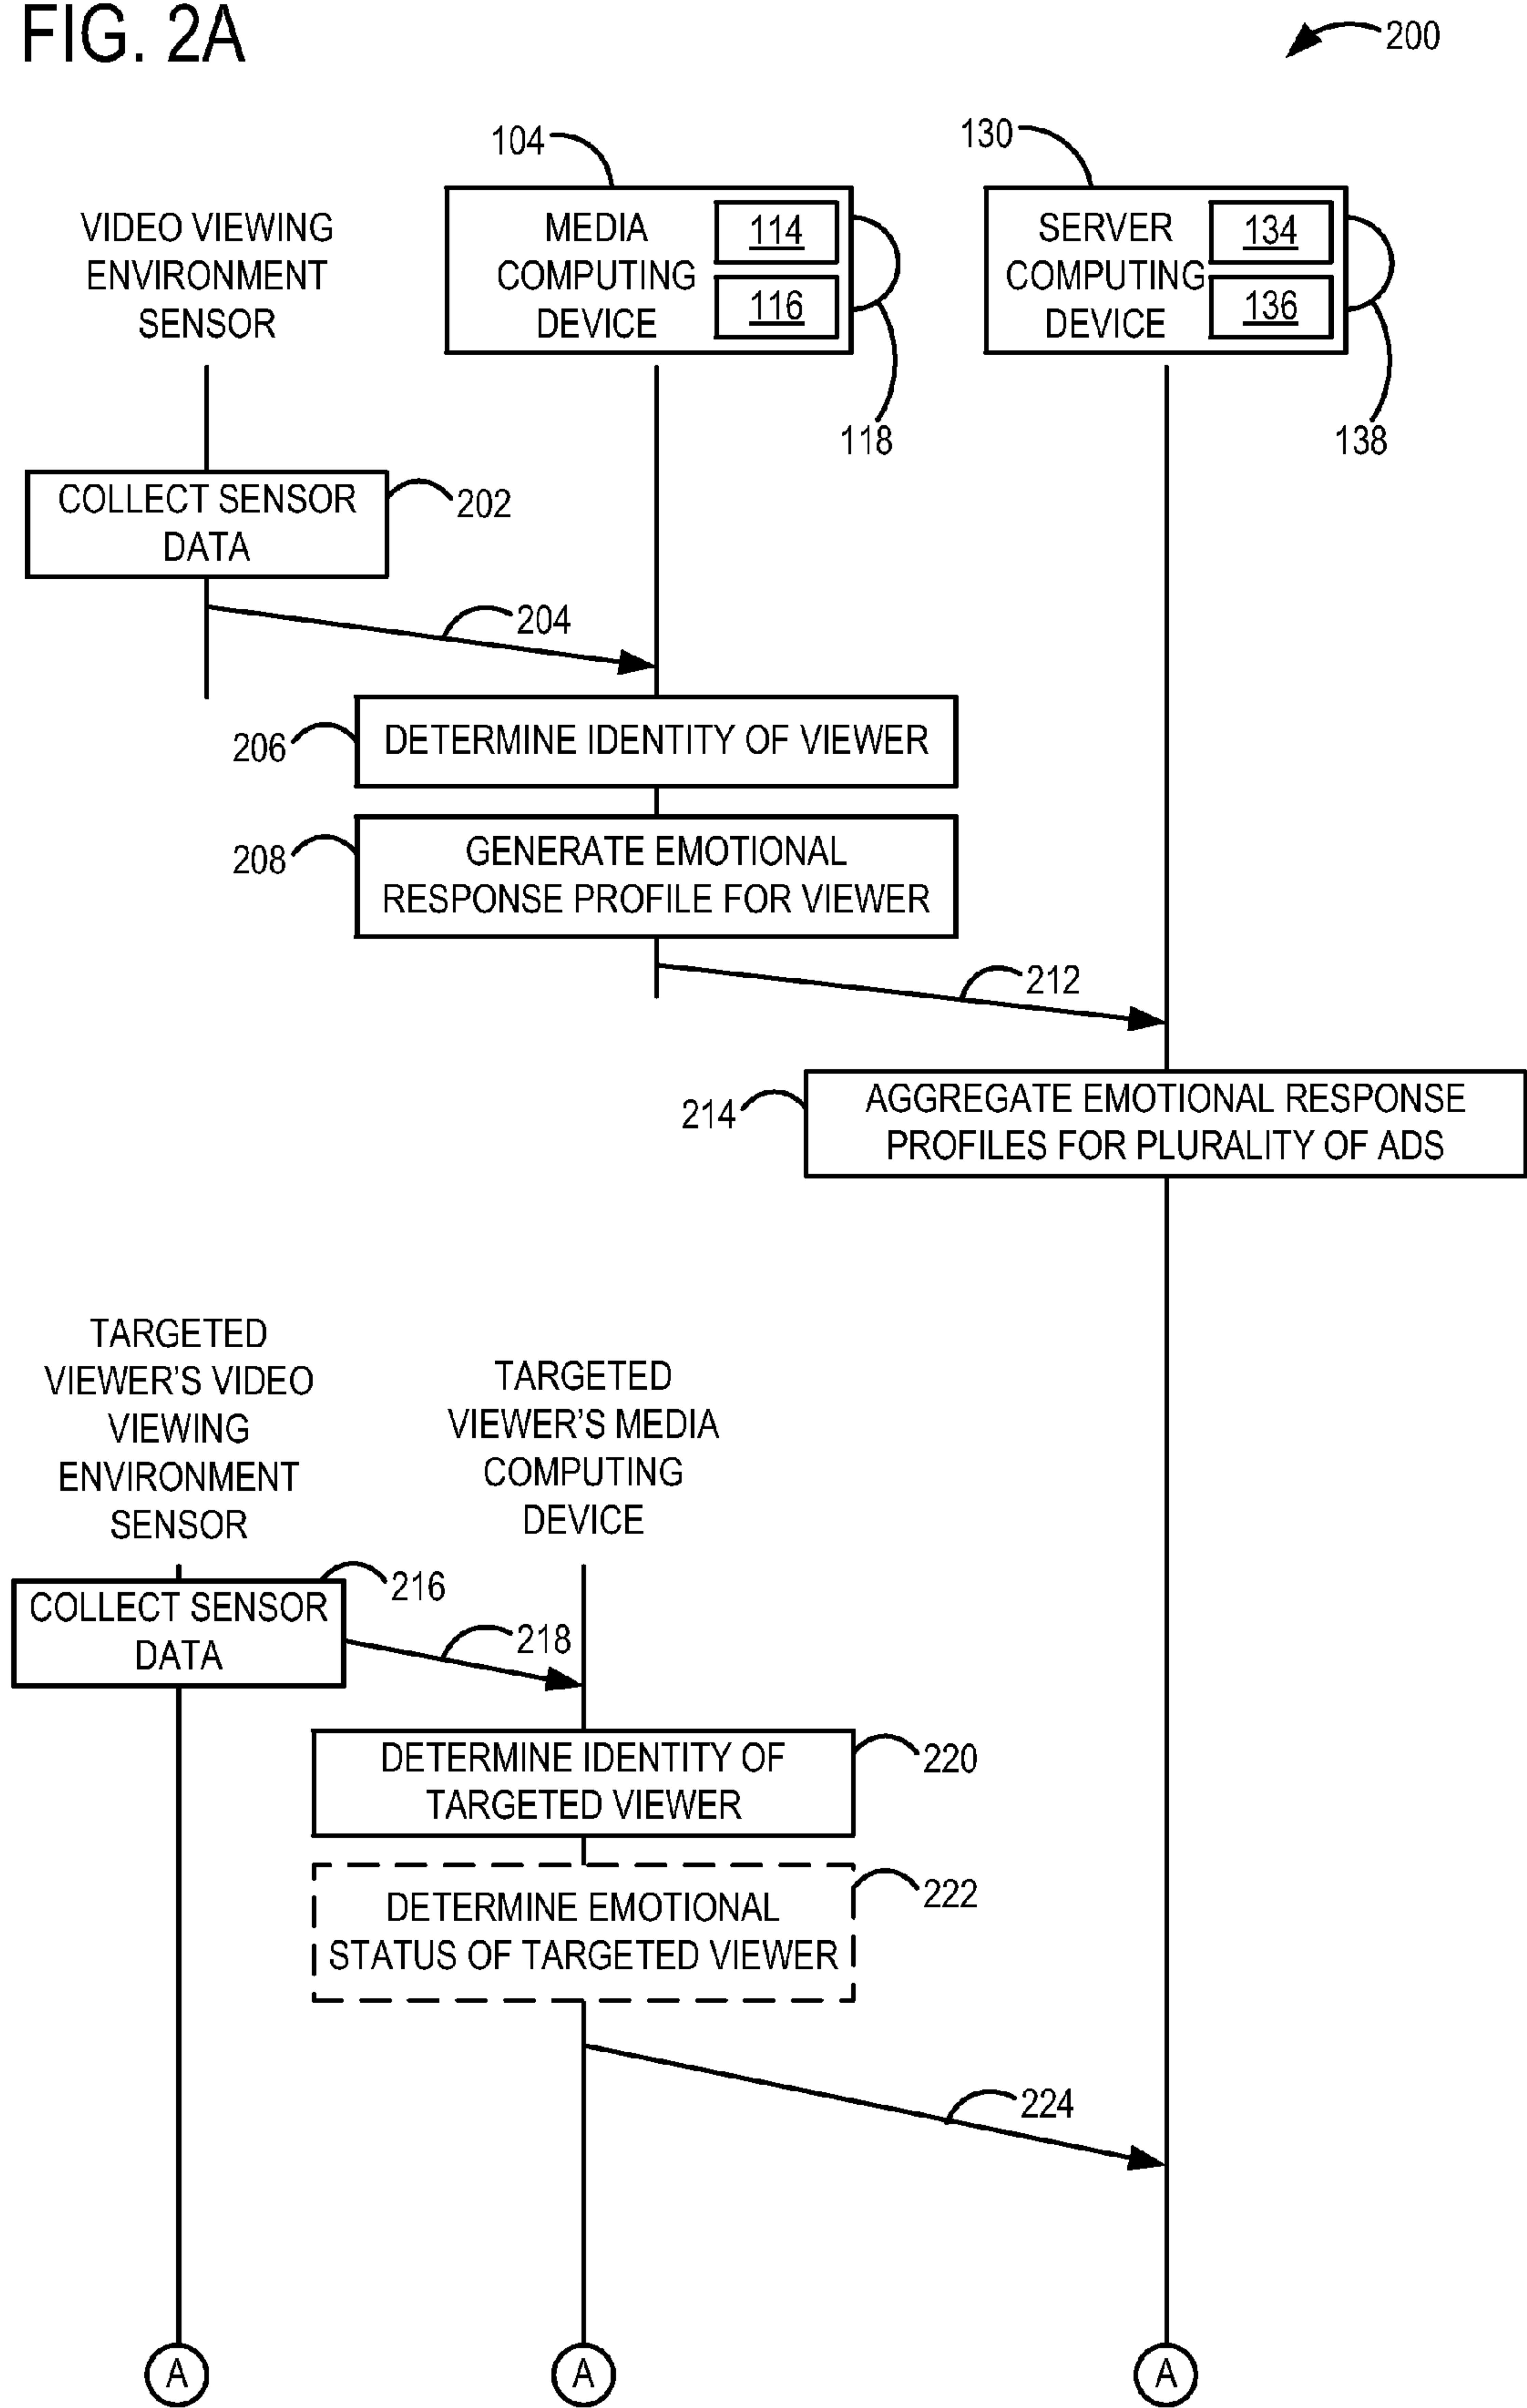 FIG. 2A
200
104
130
VIDEO VIEWING
ENVIRONMENT
SENSOR
MEDIA
COMPUTING
DEVICE
114
116
SERVER
COMPUTING
DEVICE
134
136
118
138
COLLECT SENSOR
DATA
202
204
206
DETERMINE IDENTITY OF VIEWER
208
GENERATE EMOTIONAL
RESPONSE PROFILE FOR VIEWER
212
214
AGGREGATE EMOTIONAL RESPONSE
PROFILES FOR PLURALITY OF ADS
TARGETED
VIEWER'S VIDEO
VIEWING
ENVIRONMENT
SENSOR
TARGETED
VIEWER'S MEDIA
COMPUTING
DEVICE
COLLECT SENSOR
DATA
216
218
DETERMINE IDENTITY OF
TARGETED VIEWER
220
DETERMINE EMOTIONAL
STATUS OF TARGETED VIEWER
222
224
A
A
A